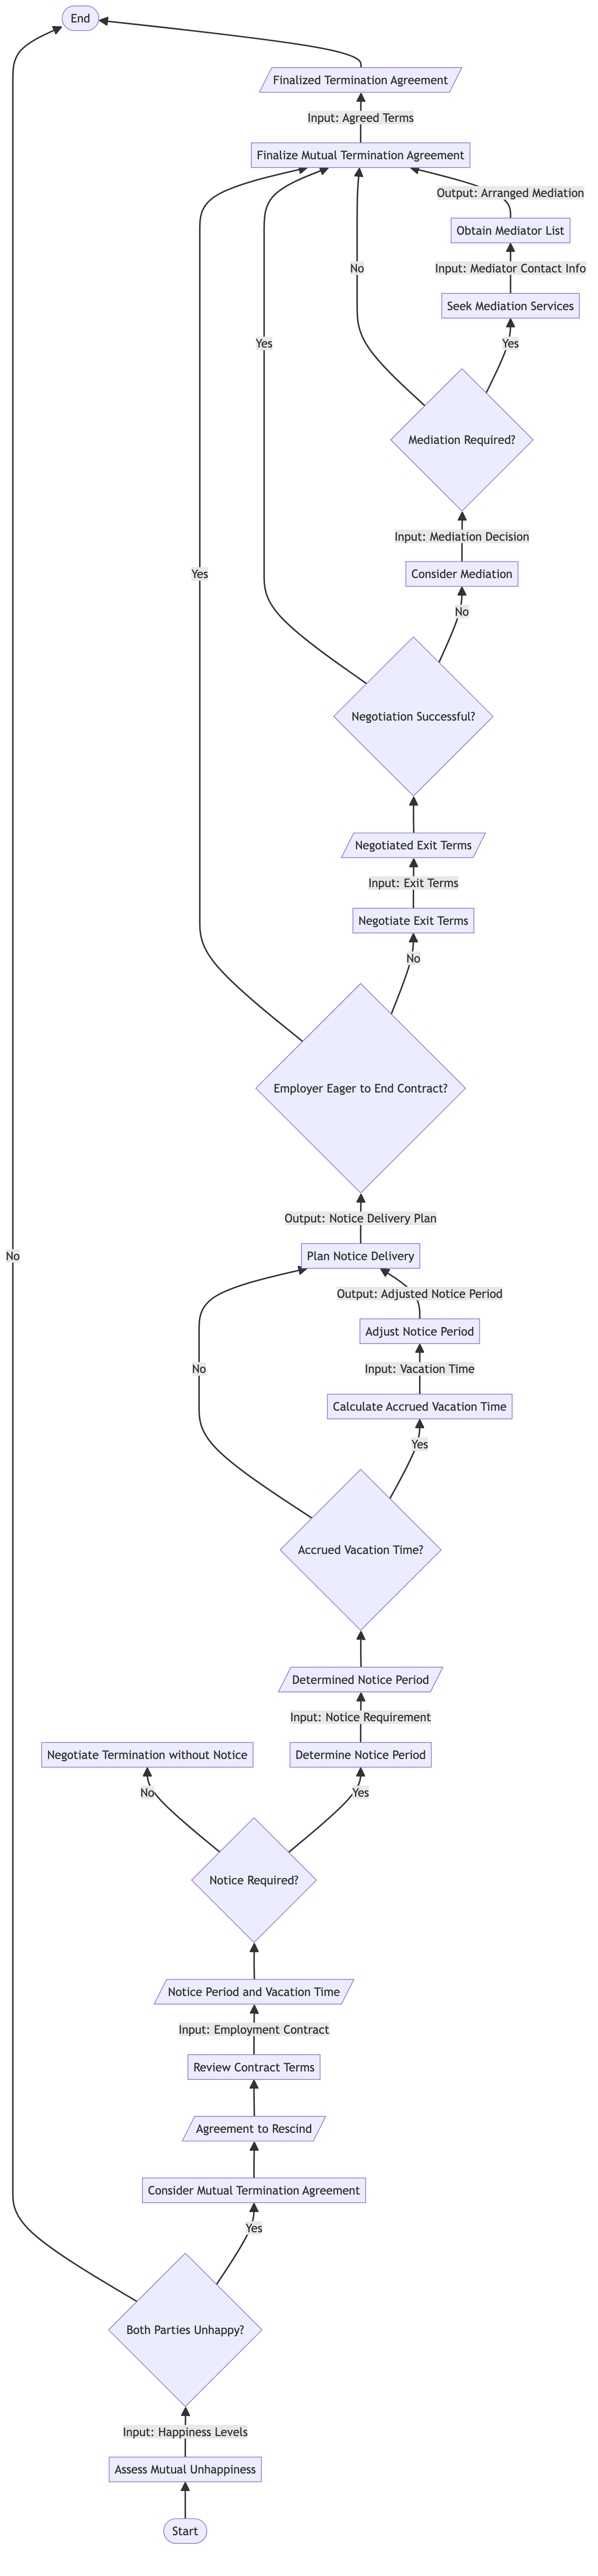 End
Finalized Termination Agreement
Input: Agreed Terms
Finalize Mutual Termination Agreement
Output: Arranged Mediation
Obtain Mediator List
No
Input: Mediator Contact Info
Seek Mediation Services
Yes
Yes
Mediation Required?
Input: Mediation Decision
Consider Mediation
Yes
No
Negotiation Successful?
Negotiated Exit Terms
Input: Exit Terms
Negotiate Exit Terms
No
Employer Eager to End Contract?
Output: Notice Delivery Plan
No
Plan Notice Delivery
Output: Adjusted Notice Period
Adjust Notice Period
No
Input: Vacation Time
Calculate Accrued Vacation Time
Yes
Accrued Vacation Time?
Determined Notice Period
Input: Notice Requirement
Negotiate Termination without Notice
Determine Notice Period
No
Yes
Notice Required?
Notice Period and Vacation Time
Input: Employment Contract
Review Contract Terms
Agreement to Rescind
Consider Mutual Termination Agreement
Yes
Both Parties Unhappy?
Input: Happiness Levels
Assess Mutual Unhappiness
Start